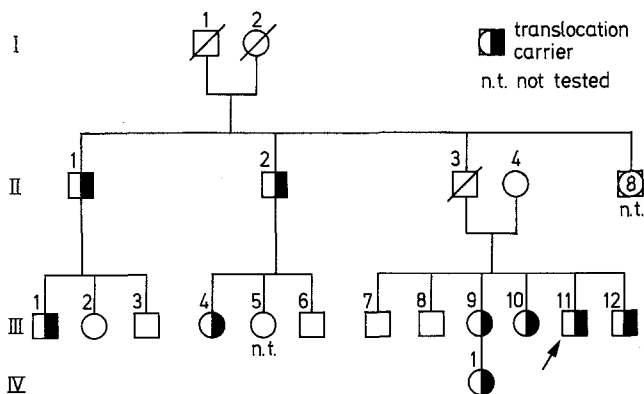 I 1 2
translocation
carrier
n.t. not tested
II 1 2 3 4 8
n.t.
III 1 2 3 4 5 6 7 8 9 10 11 12
n.t.
IV 1